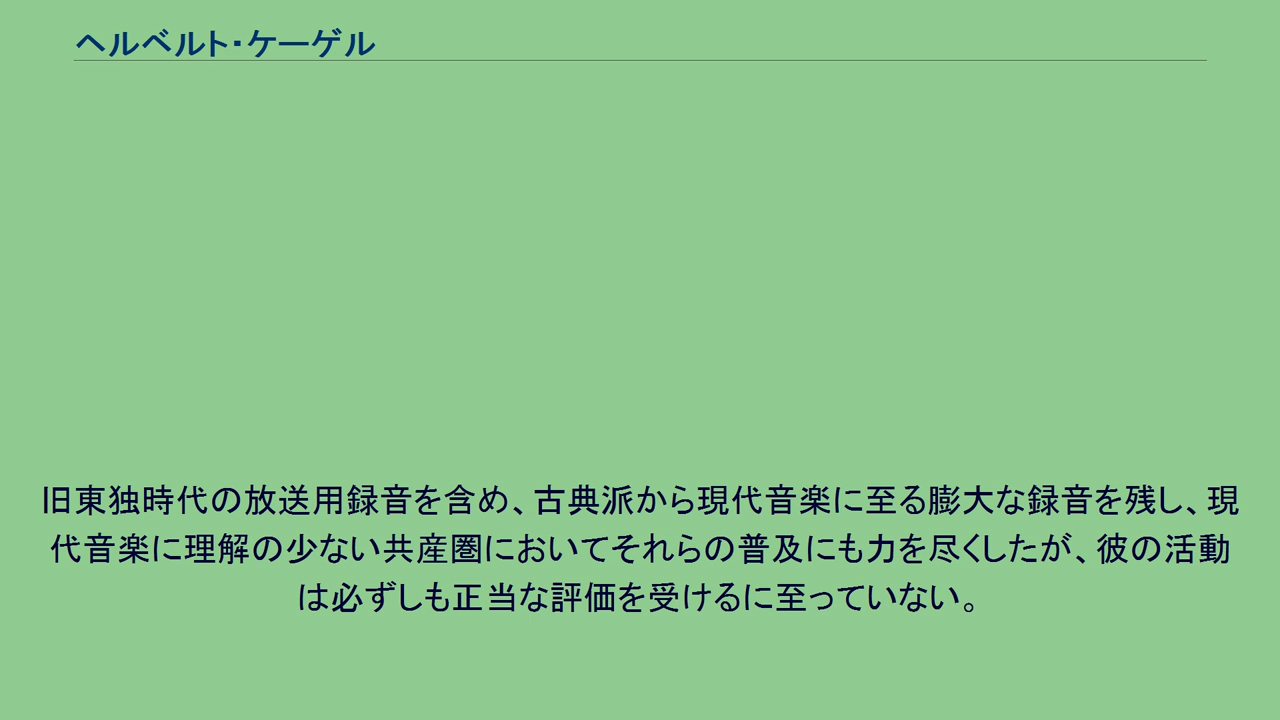 ヘルベルト・ケーゲル
旧東独時代の放送用録音を含め、古典派から現代音楽に至る膨大な録音を残し、現
代音楽に理解の少ない共産圏においてそれらの普及にも力を尽くしたが、彼の活動
は必ずしも正当な評価を受けるに至っていない。